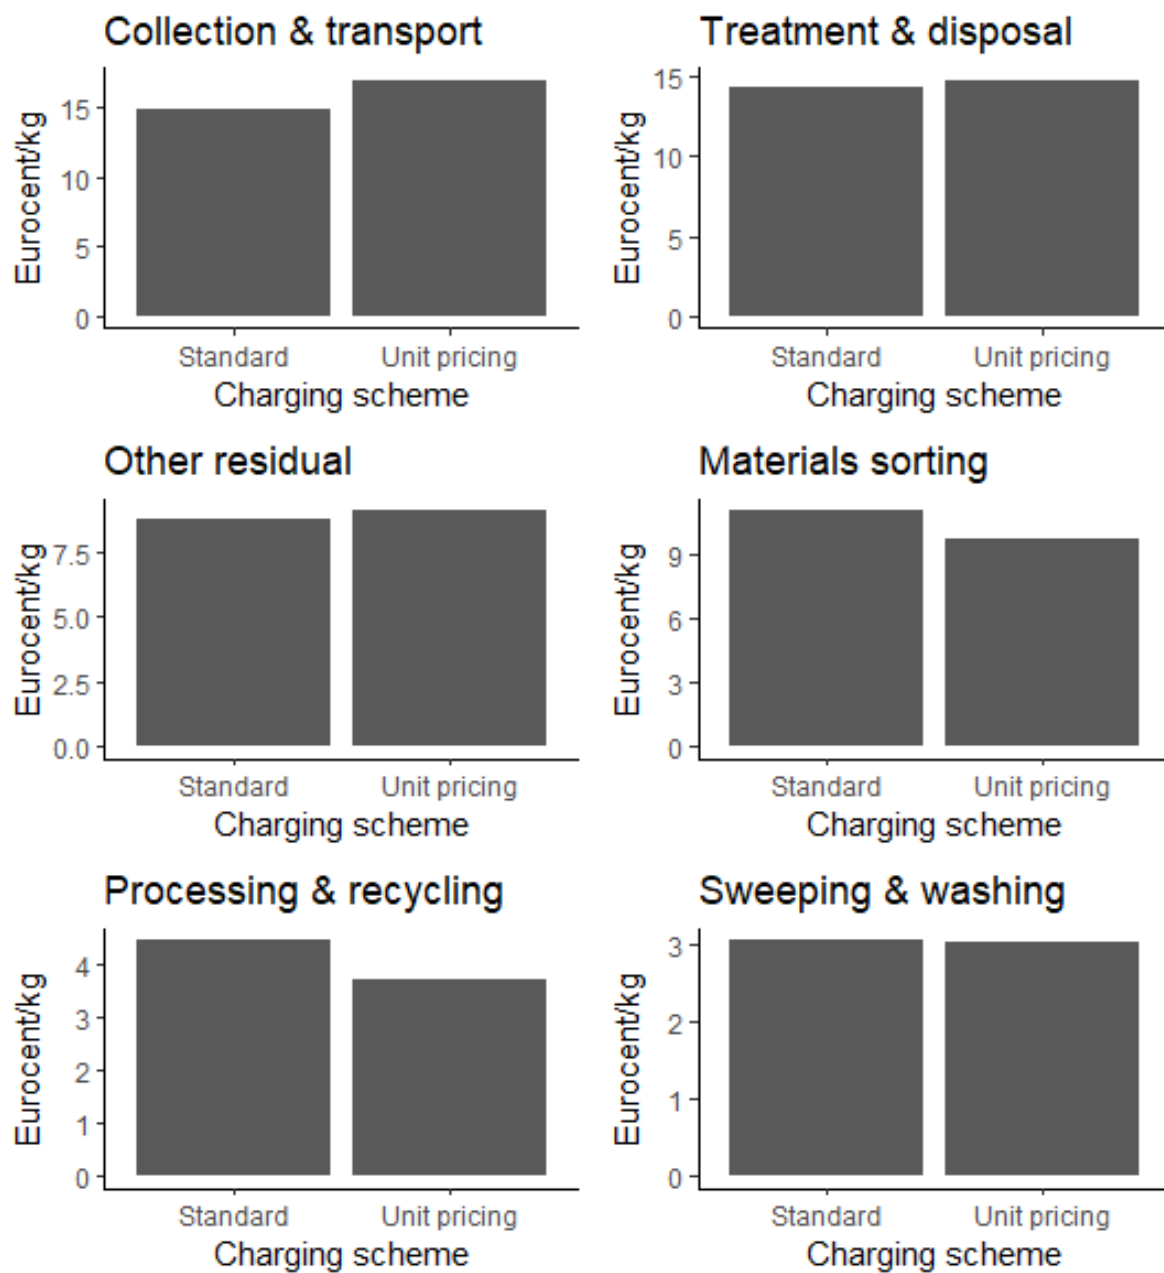 Collection & transport
Eurocent/kg
15
10
5
0
Standard Unit pricing
Charging scheme
Treatment & disposal
Eurocent/kg
15
10
5
0
Standard Unit pricing
Charging scheme
Other residual
Eurocent/kg
7.5
5.0
2.5
0.0
Standard Unit pricing
Charging scheme
Materials sorting
Eurocent/kg
9
6
3
0
Standard Unit pricing
Charging scheme
Processing & recycling
Eurocent/kg
4
3
2
1
0
Standard Unit pricing
Charging scheme
Sweeping & washing
Eurocent/kg
3
2
1
0
Standard Unit pricing
Charging scheme